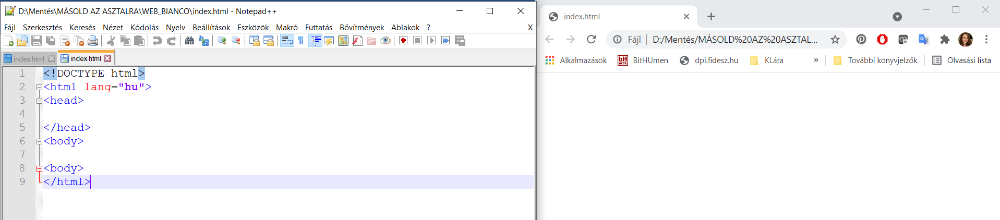 D:\Mentés\MÁSOLD AZ ASZTALRA\WEB_BIANCO\index.html - Notepad++
Fájl Szerkesztés Keresés Nézet Kódolás Nyelv Beállítások Eszközök Makró Futtatás Bővítmények Ablakok ? X
index.html index.html
1 <!DOCTYPE html>
2 <html lang="hu">
3 <head>
4
5 </head>
6 <body>
7
8 <body>
9 </html>
index.html
Fájl | D:/Mentés/MÁSOLD%20AZ%20ASZTAL...
Alkalmazások BitHUmen dpi.fidesz.hu KLára » További könyvjelzők Olvasási lista